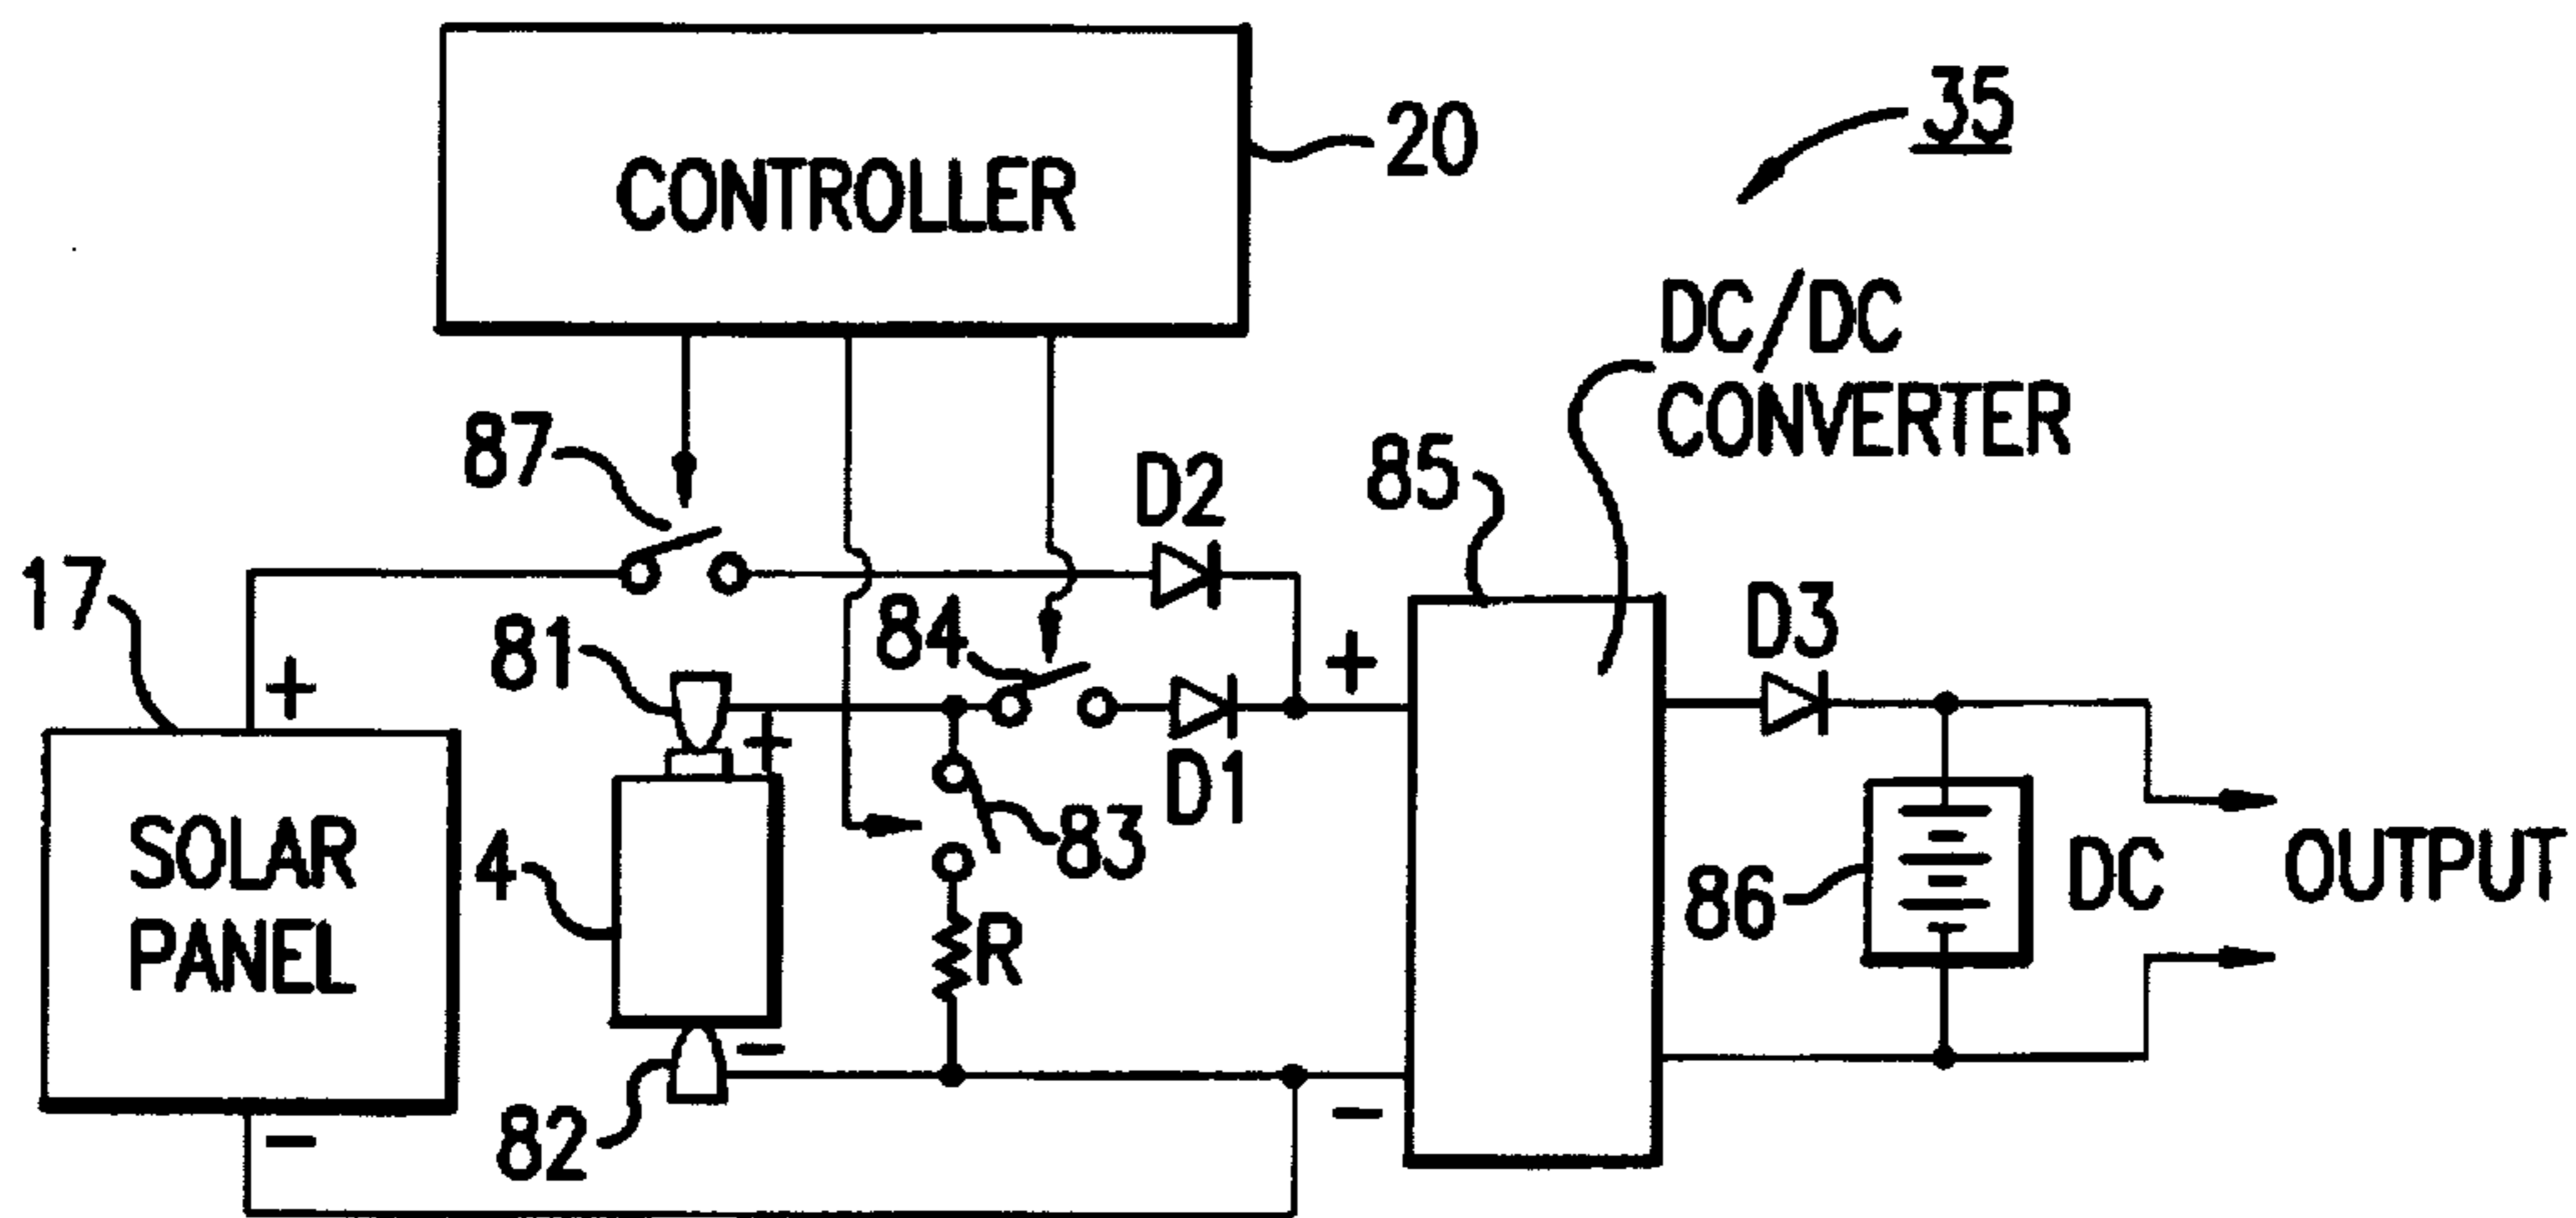 CONTROLLER
20
35
DC/DC
CONVERTER
87
D2
85
17
81
84
+
+
+
D3
D1
SOLAR
PANEL
4
83
R
86
DC
OUTPUT
-
-
-
82